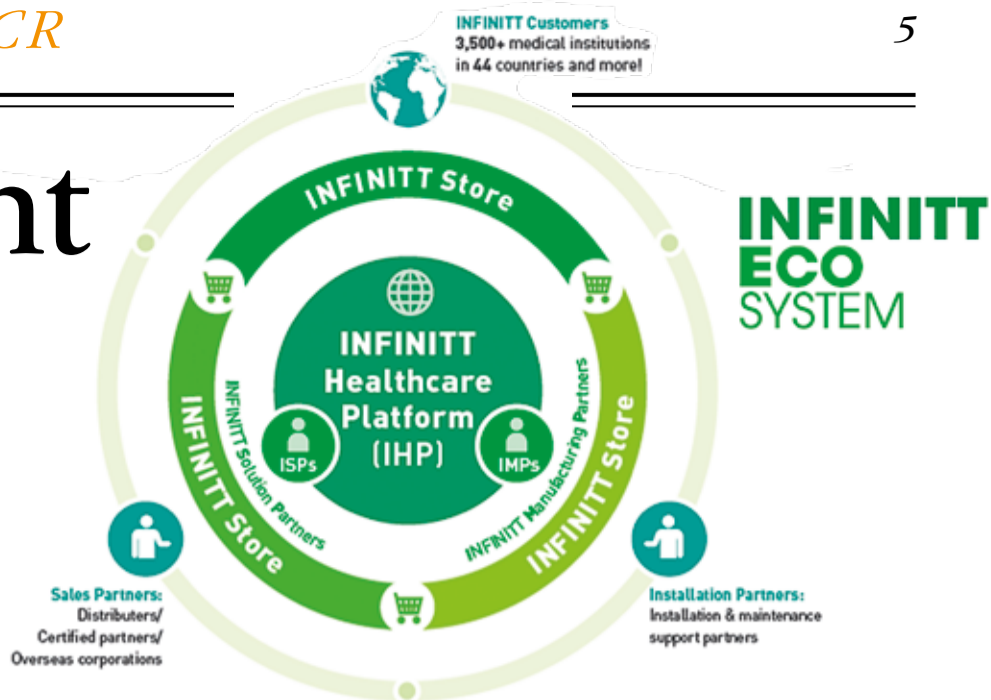 CR
5
INFINITT Customers
3,500+ medical institutions
in 44 countries and more!
nt
INFINITT Store
INFINITT
ECO
SYSTEM
INFINITT
Healthcare
Platform
(IHP)
ISPs
IMPs
INFINITT Solution Partners
INFINITT Manufacturing Partners
INFINITT Store
INFINITT Store
Sales Partners:
Distributers/
Certified partners/
Overseas corporations
Installation Partners:
Installation & maintenance
support partners